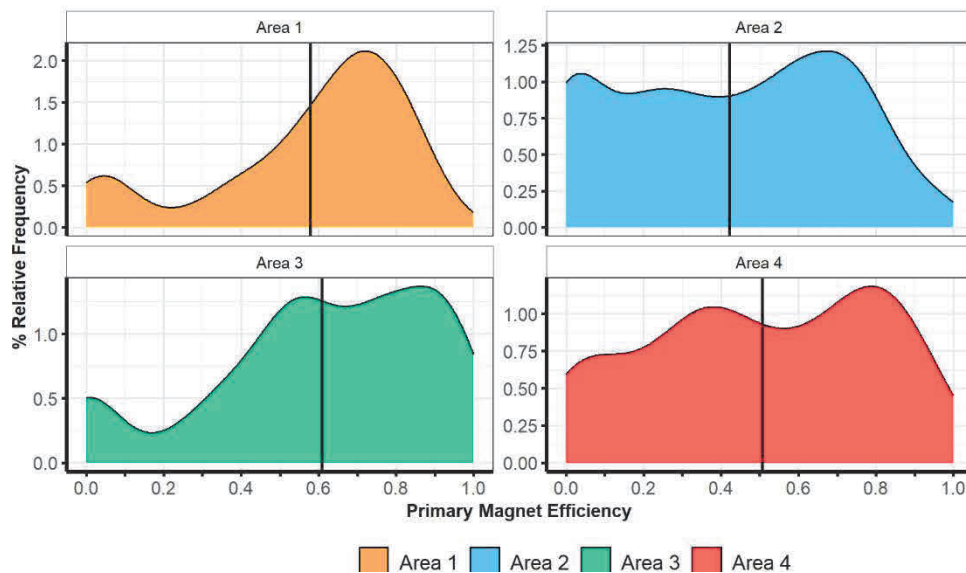 Area 1
Area 2
2.0
1.5
1.0
0.5
0.0
1.25
1.00
0.75
0.50
0.25
0.00
% Relative Frequency
Area 3
Area 4
1.0
0.5
0.0
1.00
0.75
0.50
0.25
0.00
0.0 0.2 0.4 0.6 0.8 1.0
0.0 0.2 0.4 0.6 0.8 1.0
Primary Magnet Efficiency
Area 1 Area 2 Area 3 Area 4